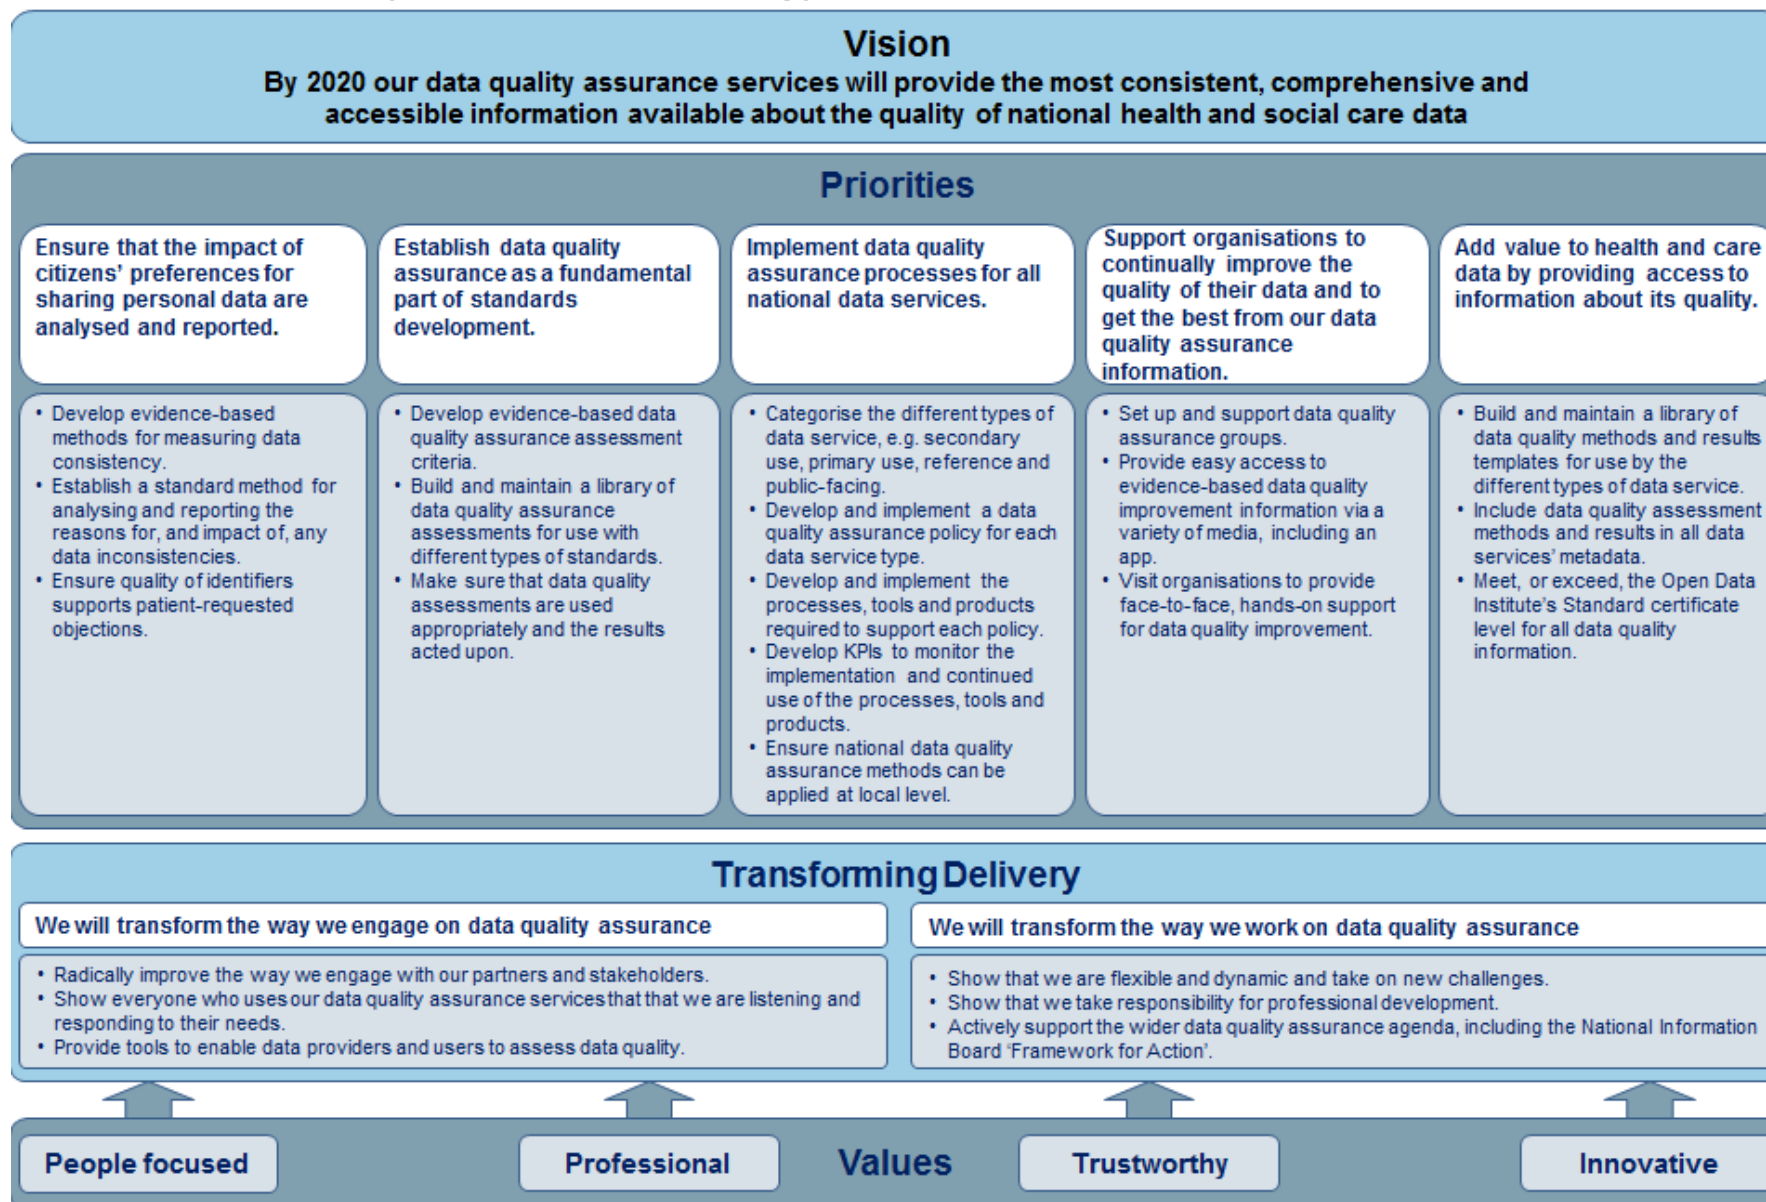 Vision
By 2020 our data quality assurance services will provide the most consistent, comprehensive and
accessible information available about the quality of national health and social care data
Priorities
Ensure that the impact of
citizens' preferences for
sharing personal data are
analysed and reported.
• Develop evidence-based
methods for measuring data
consistency.
• Establish a standard method for
analysing and reporting the
reasons for, and impact of, any
data inconsistencies.
• Ensure quality of identifiers
supports patient-requested
objections.
Establish data quality
assurance as a fundamental
part of standards
development.
• Develop evidence-based data
quality assurance assessment
criteria.
• Build and maintain a library of
data quality assurance
assessments for use with
different types of standards.
• Make sure that data quality
assessments are used
appropriately and the results
acted upon.
Implement data quality
assurance processes for all
national data services.
• Categorise the different types of
data service, e.g. secondary
use, primary use, reference and
public-facing.
• Develop and implement a data
quality assurance policy for each
data service type.
• Develop and implement the
processes, tools and products
required to support each policy.
• Develop KPIs to monitor the
implementation and continued
use of the processes, tools and
products.
• Ensure national data quality
assurance methods can be
applied at local level.
Support organisations to
continually improve the
quality of their data and to
get the best from our data
quality assurance
information.
• Set up and support data quality
assurance groups.
• Provide easy access to
evidence-based data quality
improvement information via a
variety of media, including an
app.
• Visit organisations to provide
face-to-face, hands-on support
for data quality improvement.
Add value to health and care
data by providing access to
information about its quality.
• Build and maintain a library of
data quality methods and results
templates for use by the
different types of data service.
• Include data quality assessment
methods and results in all data
services' metadata.
• Meet, or exceed, the Open Data
Institute's Standard certificate
level for all data quality
information.
Transforming Delivery
We will transform the way we engage on data quality assurance
• Radically improve the way we engage with our partners and stakeholders.
• Show everyone who uses our data quality assurance services that that we are listening and
responding to their needs.
• Provide tools to enable data providers and users to assess data quality.
We will transform the way we work on data quality assurance
• Show that we are flexible and dynamic and take on new challenges.
• Show that we take responsibility for professional development.
• Actively support the wider data quality assurance agenda, including the National Information
Board 'Framework for Action'.
People focused
Professional
Values
Trustworthy
Innovative